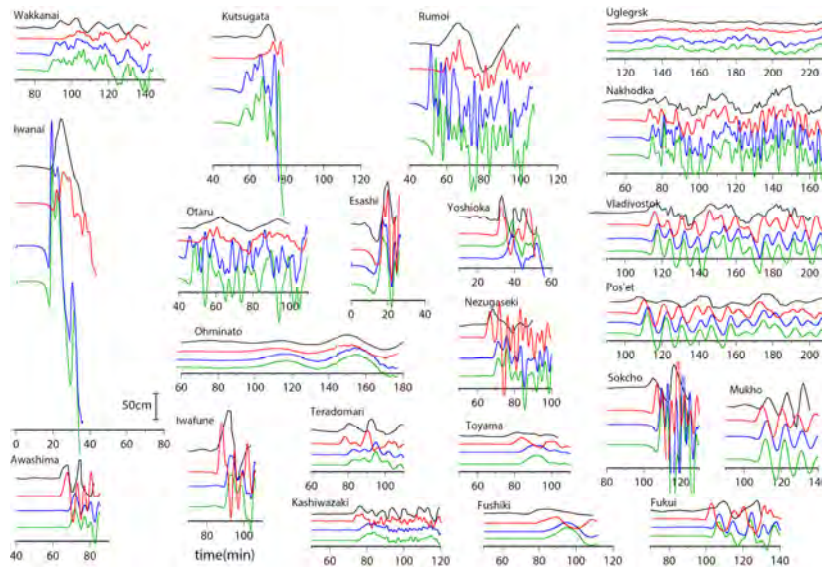 Wakkanai
80 100 120 140
Kutsugata
40 60 80 100 120
Rumoi
40 60 80 100 120
Uglegrsk
120 140 160 180 200 220
Nakhodka
60 80 100 120 140 160
Iwanai
0 20 40 60 80
50cm
Otaru
40 60 80 100
Esashi
0 20 40
Yoshioka
20 40 60
Vladivostok
100 120 140 160 180 200
Pos'et
100 120 140 160 180 200
Ohminato
60 80 100 120 140 160 180
Nezugaseki
60 80 100
Sokcho
80 100 120
Mukho
100 120 140
Awashima
40 60 80
Iwafune
80 100
time(min)
Teradomari
60 80 100
Toyama
60 80 100
Kashiwazaki
40 60 80 100 120
Fushiki
60 80 100
Fukui
80 100 120 140